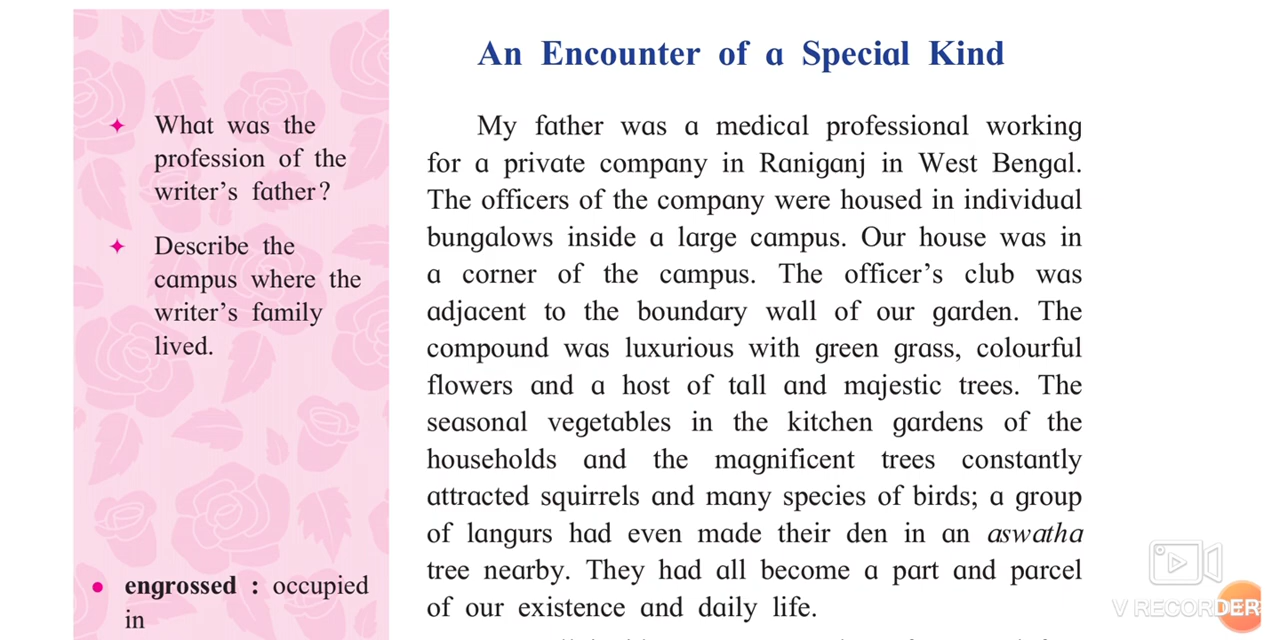 An Encounter of a Special Kind
✦ What was the
profession of the
writer's father?
✦ Describe the
campus where the
writer's family
lived.
• engrossed : occupied
in
My father was a medical professional working
for a private company in Raniganj in West Bengal.
The officers of the company were housed in individual
bungalows inside a large campus. Our house was in
a corner of the campus. The officer's club was
adjacent to the boundary wall of our garden. The
compound was luxurious with green grass, colourful
flowers and a host of tall and majestic trees. The
seasonal vegetables in the kitchen gardens of the
households and the magnificent trees constantly
attracted squirrels and many species of birds; a group
of langurs had even made their den in an aswatha
tree nearby. They had all become a part and parcel
of our existence and daily life.
V RECORDER